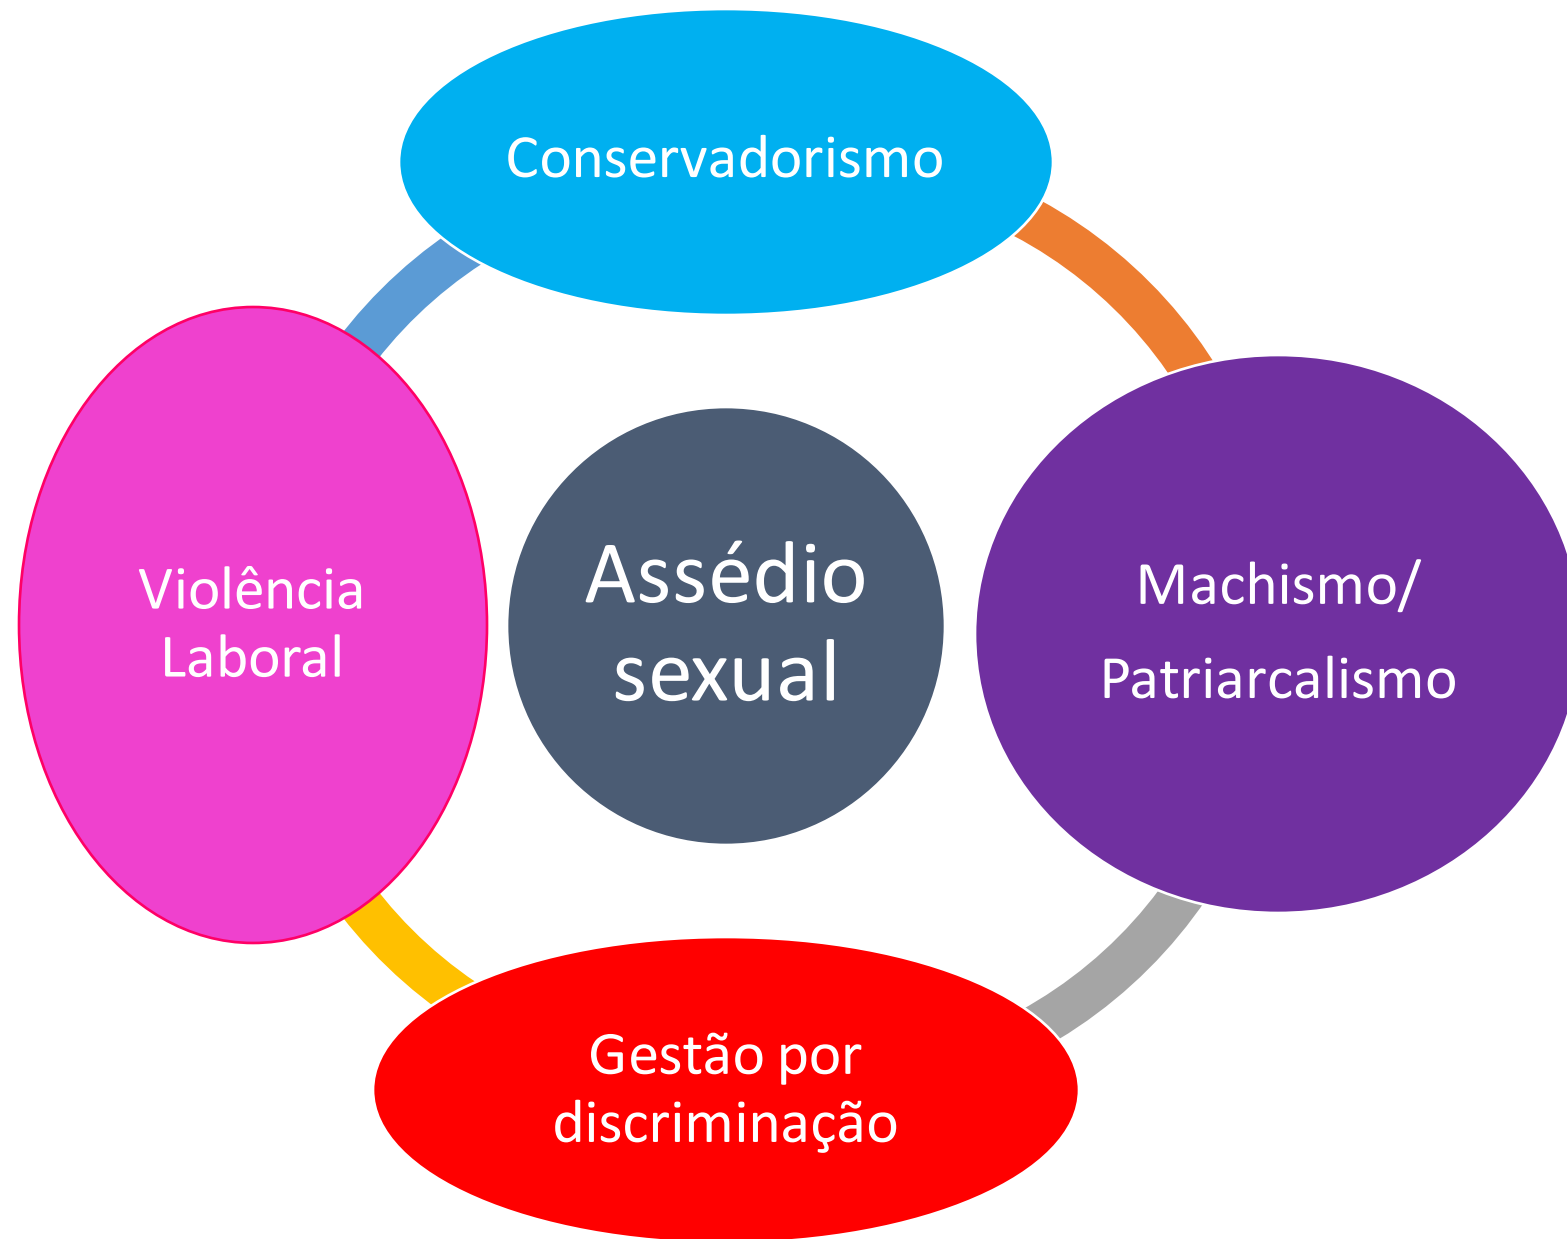 Conservadorismo
Violência
Laboral
Assédio
sexual
Machismo/
Patriarcalismo
Gestão por
discriminação